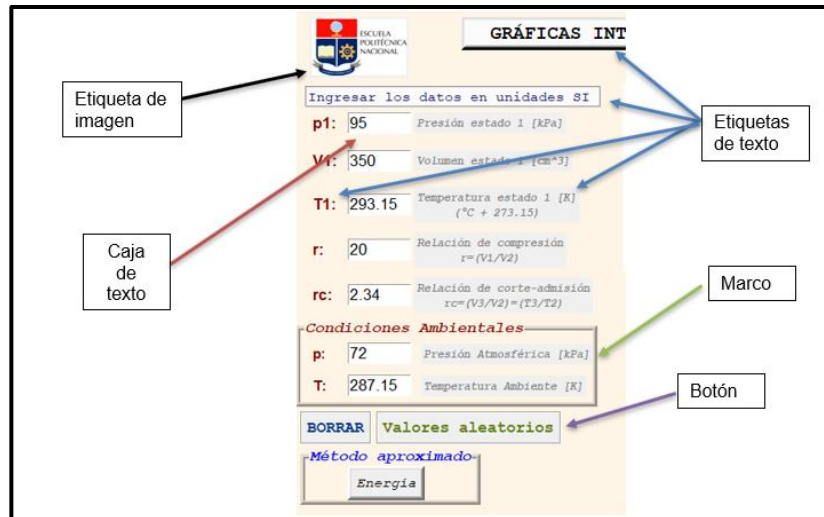 ESCUELA
POLITÉCNICA
NACIONAL
GRÁFICAS INT
Etiqueta de
imagen
Ingresar los datos en unidades SI
p1: 95 Presión estado 1 [kPa]
Etiquetas
de texto
V1: 350 Volumen estado 1 [cm^3]
T1: 293.15 Temperatura estado 1 [K]
(°C + 273.15)
Caja
de
texto
r: 20 Relación de compresión
r=(V1/V2)
rc: 2.34 Relación de corte-admisión
rc=(V3/V2)=(T3/T2)
Marco
Condiciones Ambientales
p: 72 Presión Atmosférica [kPa]
T: 287.15 Temperatura Ambiente [K]
Botón
BORRAR Valores aleatorios
Método aproximado
Energía